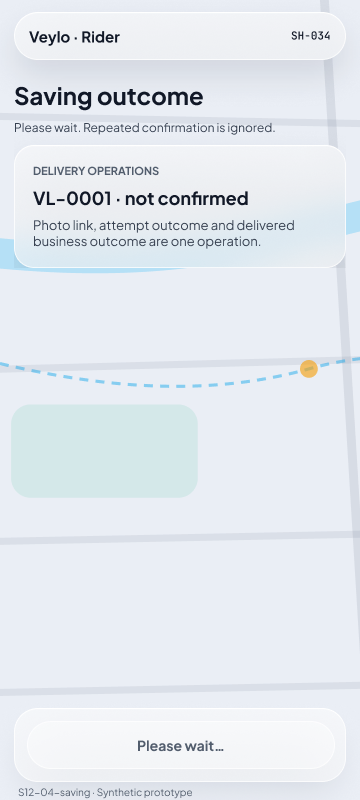 Veylo · Rider
SH-034
Saving outcome
Please wait. Repeated confirmation is ignored.
DELIVERY OPERATIONS
VL-0001 · not confirmed
Photo link, attempt outcome and delivered
business outcome are one operation.
Please wait…
S12-04-saving · Synthetic prototype